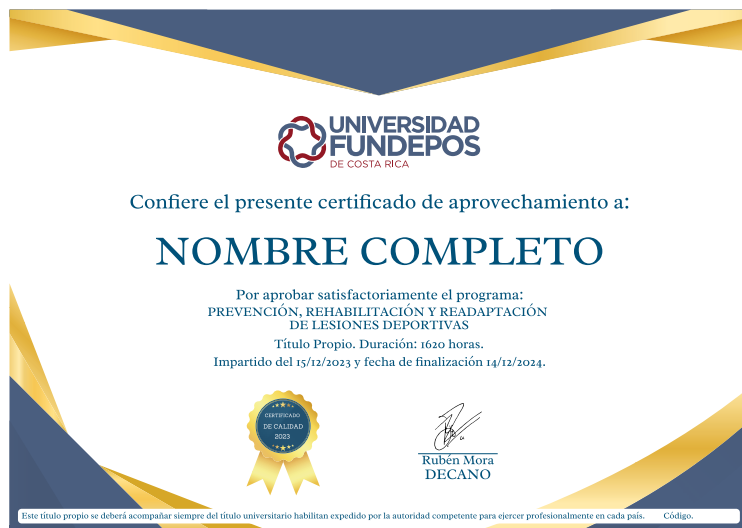 UNIVERSIDAD
FUNDEPOS
DE COSTA RICA
Confiere el presente certificado de aprovechamiento a:
NOMBRE COMPLETO
Por aprobar satisfactoriamente el programa:
PREVENCIÓN, REHABILITACIÓN Y READAPTACIÓN
DE LESIONES DEPORTIVAS
Título Propio. Duración: 1620 horas.
Impartido del 15/12/2023 y fecha de finalización 14/12/2024.
CERTIFICADO
DE CALIDAD
2023
Rubén Mora
DECANO
Este título propio se deberá acompañar siempre del título universitario habilitan expedido por la autoridad competente para ejercer profesionalmente en cada país. Código.